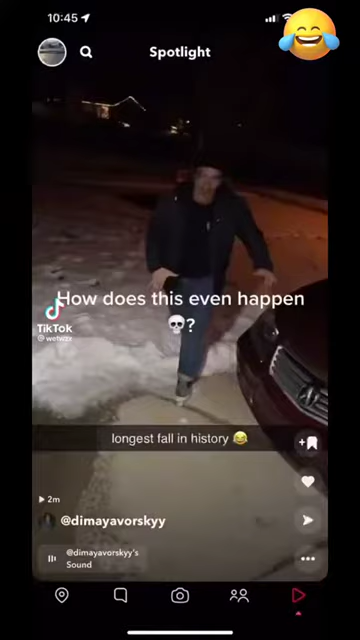 10:45
Spotlight
How does this even happen
💀?
TikTok
@wetwax
longest fall in history 😂
2m
@dimayavorskyy
@dimayavorskyy's
Sound